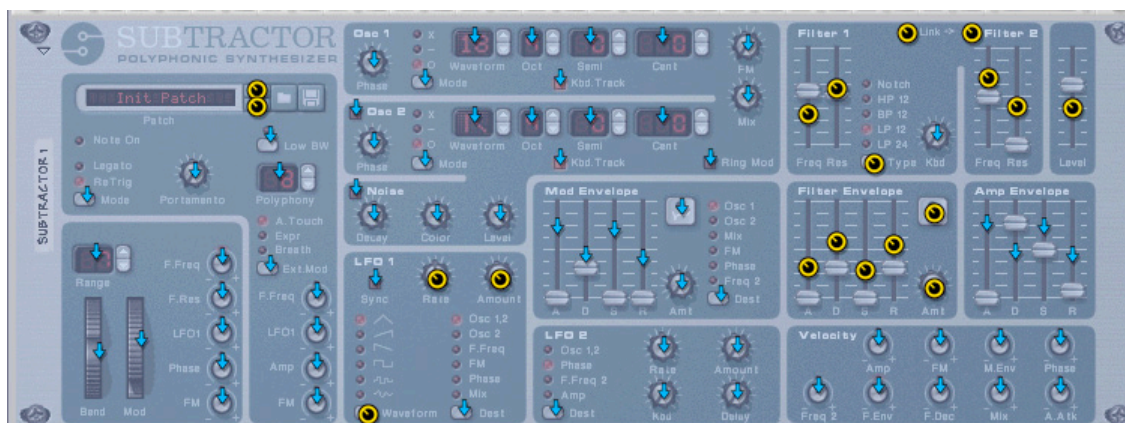 SUBTRACTOR
POLYPHONIC SYNTHESIZER
Init Patch
Patch
Note On
Low BW
Legato
ReTrig
Mode
Portamento
Polyphony
SUBTRACTOR 1
Range
Bend
Mod
F.Freq
F.Res
LFO1
Phase
FM
A.Touch
Expr
Breath
Ext.Mod
F.Freq
LFO1
Amp
FM
Osc 1
Phase
X
-
O
Mode
Waveform
Oct
Semi
Cent
Kbd.Track
FM
Osc 2
Phase
X
-
O
Mode
Waveform
Oct
Semi
Cent
Kbd.Track
Mix
Ring Mod
Noise
Decay
Color
Level
LFO 1
Sync
Rate
Amount
Osc 1,2
Osc 2
F.Freq
FM
Phase
Mix
Waveform
Dest
Mod Envelope
A D S R
Amt
Osc 1
Osc 2
Mix
FM
Phase
Freq 2
Dest
LFO 2
Osc 1,2
Phase
F.Freq 2
Amp
Dest
Rate
Amount
Kbd
Delay
Filter 1
Link ->
Filter 2
Notch
HP 12
BP 12
LP 12
LP 24
Type
Freq Res
Kbd
Freq Res
Level
Filter Envelope
A D S R
Amt
Amp Envelope
A D S R
Velocity
Amp
FM
M.Env
Phase
Freq 2
F.Env
F.Dec
Mix
A.Atk